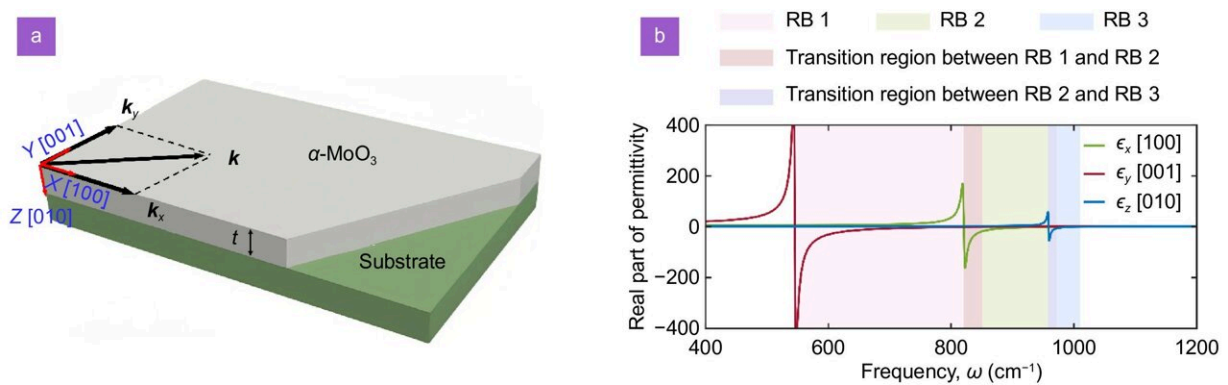 a
k_y
Y [001]
α-MoO₃
k
X [100]
Z [010]
k_x
t
Substrate
b
RB 1
RB 2
RB 3
Transition region between RB 1 and RB 2
Transition region between RB 2 and RB 3
Real part of permittivity
400
200
0
−200
−400
ϵ_x [100]
ϵ_y [001]
ϵ_z [010]
400 600 800 1000 1200
Frequency, ω (cm⁻¹)